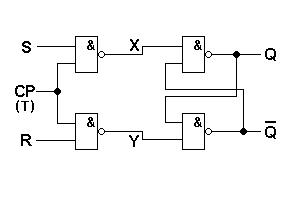 S & X & Q
CP
(T)
R & Y & Q̅